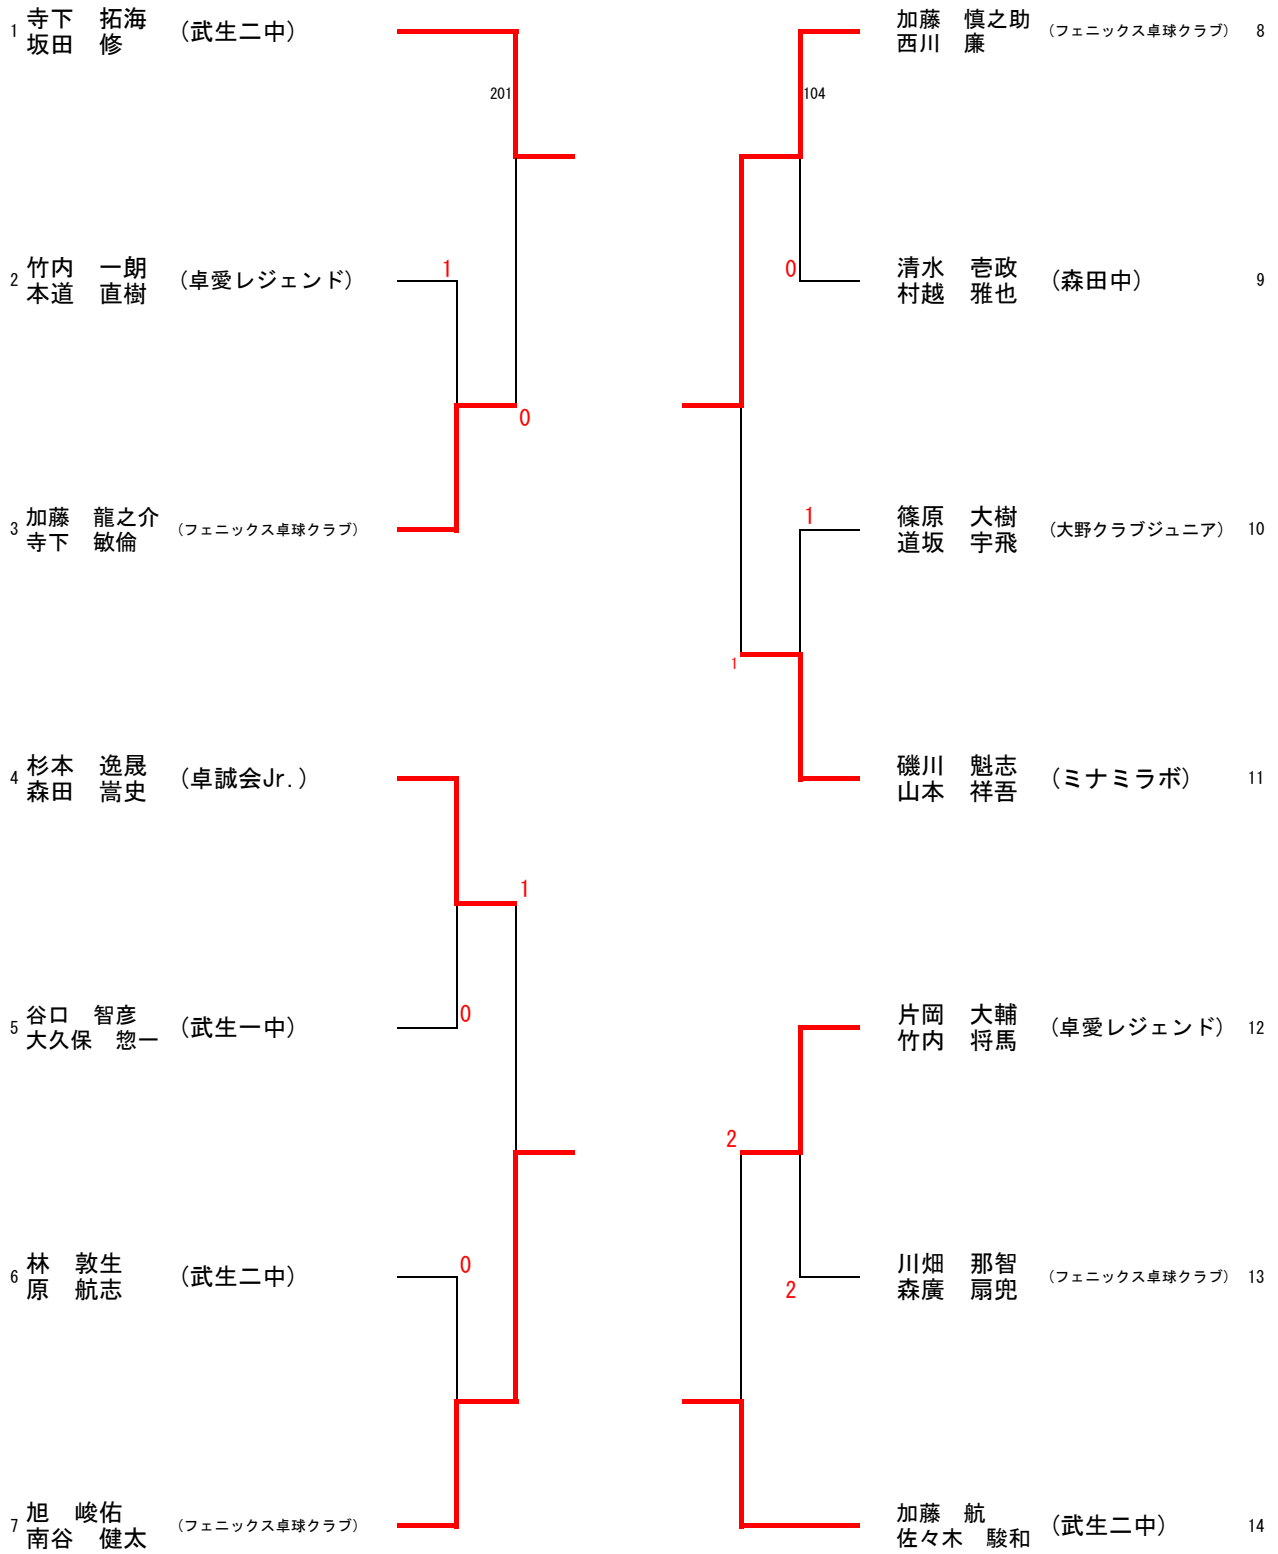 1 寺下　拓海
坂田　修 (武生二中)
201
2 竹内　一朗
本道　直樹 (卓愛レジェンド)
1
0
3 加藤　龍之介
寺下　敏倫 (フェニックス卓球クラブ)
4 杉本　逸晟
森田　嵩史 (卓誠会Jr.)
1
5 谷口　智彦
大久保　惣一 (武生一中)
0
6 林　敦生
原　航志 (武生二中)
0
7 旭　峻佑
南谷　健太 (フェニックス卓球クラブ)
加藤　慎之助
西川　廉 (フェニックス卓球クラブ) 8
104
0
清水　壱政
村越　雅也 (森田中) 9
1
篠原　大樹
道坂　宇飛 (大野クラブジュニア) 10
1
磯川　魁志
山本　祥吾 (ミナミラボ) 11
片岡　大輔
竹内　将馬 (卓愛レジェンド) 12
2
川畑　那智
森廣　扇兜 (フェニックス卓球クラブ) 13
2
加藤　航
佐々木　駿和 (武生二中) 14